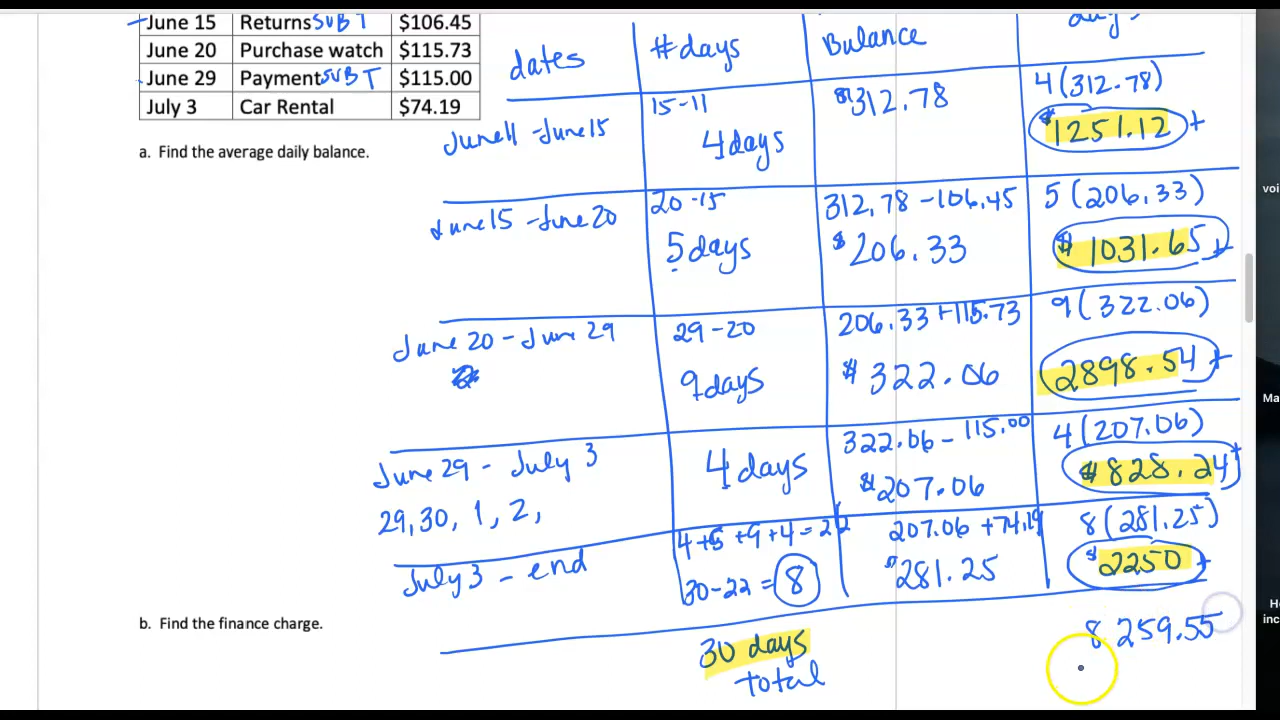 June 15 Returns SUBT $106.45
June 20 Purchase watch $115.73
June 29 Payment SUBT $115.00
July 3 Car Rental $74.19
a. Find the average daily balance.
dates #days Balance
June 11 - June 15
15-11
4 days
$312.78
4(312.78)
$1251.12 +
June 15 - June 20
20-15
5 days
312.78 - 106.45
$206.33
5(206.33)
$1031.65 +
June 20 - June 29
29-20
9 days
206.33 + 115.73
$322.06
9(322.06)
2898.54 +
June 29 - July 3
29, 30, 1, 2,
4 days
322.06 - 115.00
$207.06
4(207.06)
$828.24 +
July 3 - end
4+5+9+4=22
30-22=8
207.06 + 74.19
$281.25
8(281.25)
$2250 +
b. Find the finance charge.
30 days
total
8259.55
voi
Ma
inc